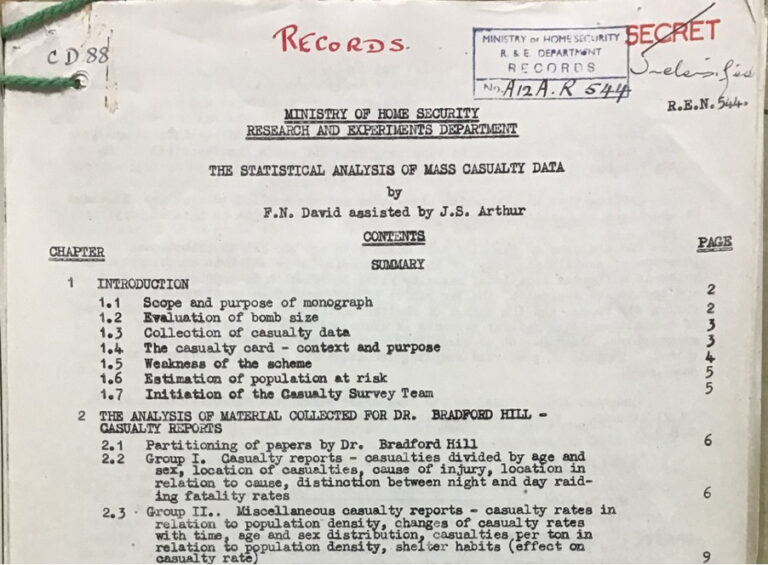 RECORDS.
C D 88
MINISTRY OF HOME SECURITY
R. & E. DEPARTMENT
RECORDS
No. A12A.R 544
SECRET
R.E.N. 544.
MINISTRY OF HOME SECURITY
RESEARCH AND EXPERIMENTS DEPARTMENT
THE STATISTICAL ANALYSIS OF MASS CASUALTY DATA
by
F.N. David assisted by J.S. Arthur
CONTENTS
CHAPTER PAGE
SUMMARY
1 INTRODUCTION 2
1.1 Scope and purpose of monograph 2
1.2 Evaluation of bomb size 3
1.3 Collection of casualty data 3
1.4 The casualty card - context and purpose 4
1.5 Weakness of the scheme 5
1.6 Estimation of population at risk 5
1.7 Initiation of the Casualty Survey Team
2 THE ANALYSIS OF MATERIAL COLLECTED FOR DR. BRADFORD HILL -
CASUALTY REPORTS
2.1 Partitioning of papers by Dr. Bradford Hill 6
2.2 Group I. Casualty reports - casualties divided by age and
sex, location of casualties, cause of injury, location in
relation to cause, distinction between night and day raid-
ing fatality rates 6
2.3 Group II.. Miscellaneous casualty reports - casualty rates in
relation to population density, changes of casualty rates
with time, age and sex distribution, casualties per ton in
relation to population density, shelter habits (effect on
casualty rate) 9